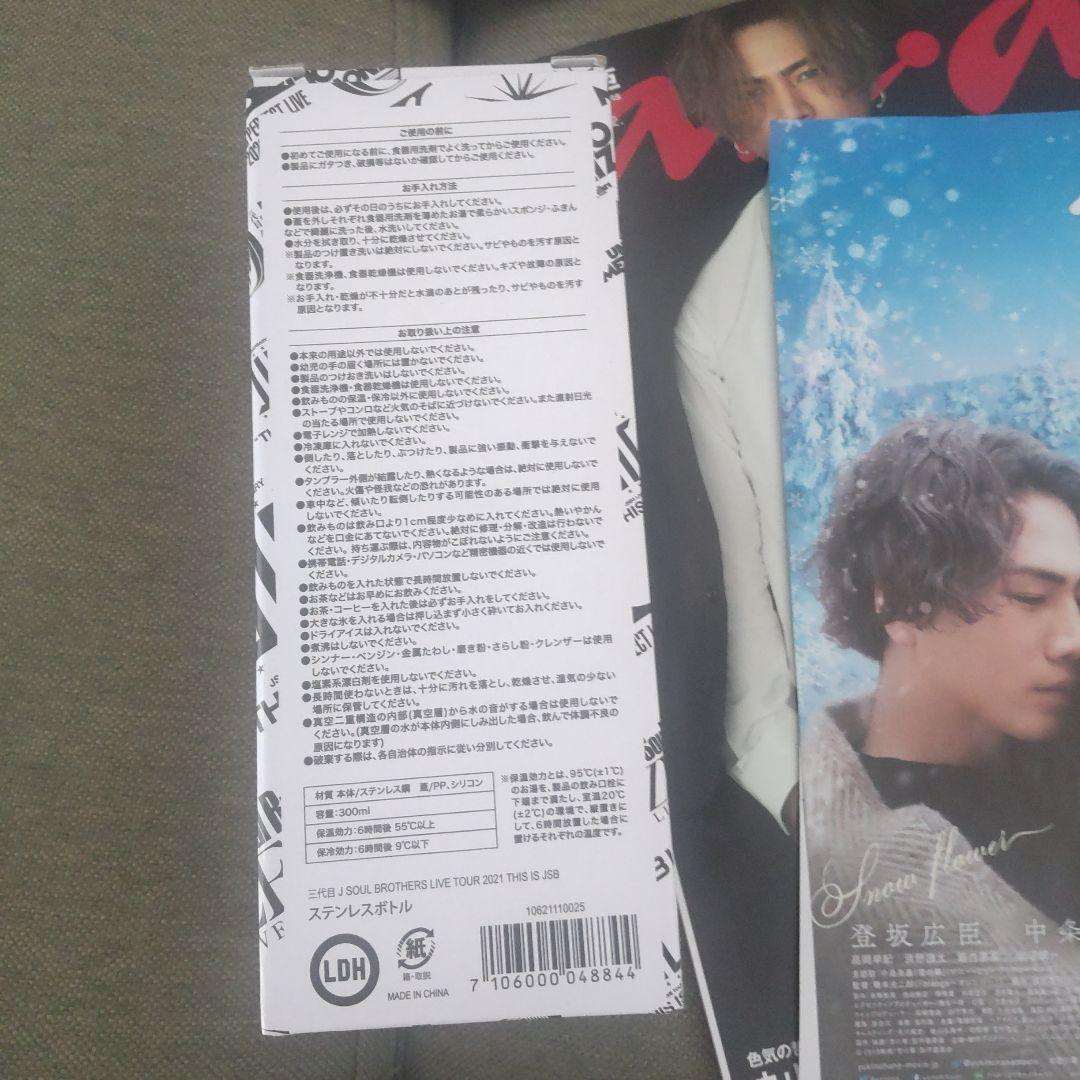 ご使用の前に
●初めてご使用になる前に、食器用洗剤でよく洗ってからご使用ください。
●製品にガタつき、破損等はないか確認してからご使用ください。
お手入れ方法
●使用後は、必ずその日のうちにお手入れしてください。
●蓋を外しそれぞれ食器用洗剤を薄めたお湯で柔らかいスポンジ・ふきん
などで綺麗に洗った後、水洗いしてください。
●水分を拭き取り、十分に乾燥させてください。
※製品のつけ置き洗いは絶対にしないでください。サビやものを汚す原因と
なります。
※食器洗浄機、食器乾燥機は使用しないでください。キズや故障の原因と
なります。
※お手入れ・乾燥が不十分だと水滴のあとが残ったり、サビやものを汚す
原因となります。
お取り扱い上の注意
●本来の用途以外では使用しないでください。
●幼児の手の届く場所には置かないでください。
●製品のつけおき洗いはしないでください。
●食器洗浄機・食器乾燥機は使用しないでください。
●飲みものの保温・保冷以外に使用しないでください。
●ストーブやコンロなど火気のそばに近づけないでください。また直射日光
の当たる場所で使用しないでください。
●電子レンジで加熱しないでください。
●冷凍庫に入れないでください。
●倒したり、落としたり、ぶつけたり、製品に強い振動、衝撃を与えないで
ください。
●タンブラー外側が結露したり、熱くなるような場合は、絶対に使用しないで
ください。火傷や怪我などの恐れがあります。
●車中など、傾いたり転倒したりする可能性のある場所では絶対に使用
しないでください。
●飲みものは飲み口より1cm程度少なめに入れてください。熱いやかん
などを口金にあてないでください。絶対に修理・分解・改造は行わないで
ください。持ち運ぶ際は、内容物がこぼれないようにご注意ください。
●携帯電話・デジタルカメラ・パソコンなど精密機器の近くでは使用しないで
ください。
●飲みものを入れた状態で長時間放置しないでください。
●お茶などはお早めにお飲みください。
●お茶・コーヒーを入れた後は必ずお手入れをしてください。
●大きな氷を入れる場合は押し込まず小さく砕いてお入れください。
●ドライアイスは入れないでください。
●煮沸はしないでください。
●シンナー・ベンジン・金属たわし・磨き粉・さらし粉・クレンザーは使用
しないでください。
●塩素系漂白剤を使用しないでください。
●長時間使わないときは、十分に汚れを落とし、乾燥させ、湿気の少ない
場所に保管してください。
●真空二重構造の内部(真空層)から水の音がする場合は使用しないで
ください。(真空層の水が本体内側にしみ出した場合、飲んで体調不良の
原因になります)
●破棄する際は、各自治体の指示に従い分別してください。
材質 本体/ステンレス鋼 蓋/PP、シリコン
容量:300ml
保温効力:6時間後 55℃以上
保冷効力:6時間後 9℃以下
※保温効力とは、95℃(±1℃)
のお湯を、製品の飲み口栓に
下端まで満たし、室温20℃
(±2℃)の環境で、縦置きに
して、6時間放置した場合に
置けるそれぞれの温度です。
三代目 J SOUL BROTHERS LIVE TOUR 2021 THIS IS JSB
ステンレスボトル
10621110025
LDH
紙
箱・取説
MADE IN CHINA
7 106000 048844
Snow flower
登坂広臣 中条
色気の